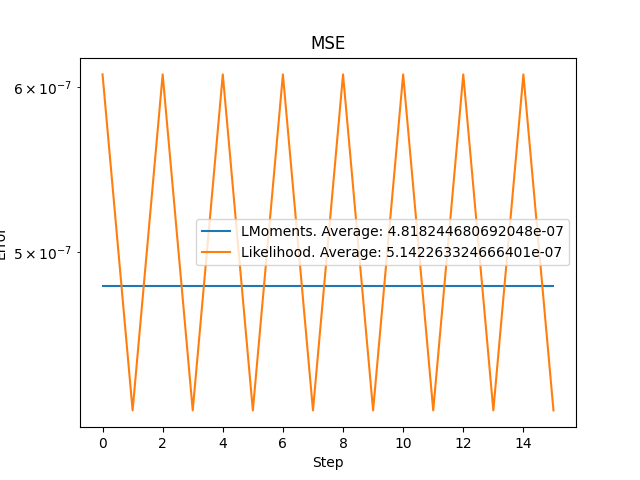 MSE
6 × 10⁻⁷
5 × 10⁻⁷
Error
LMoments. Average: 4.818244680692048e-07
Likelihood. Average: 5.142263324666401e-07
0 2 4 6 8 10 12 14
Step